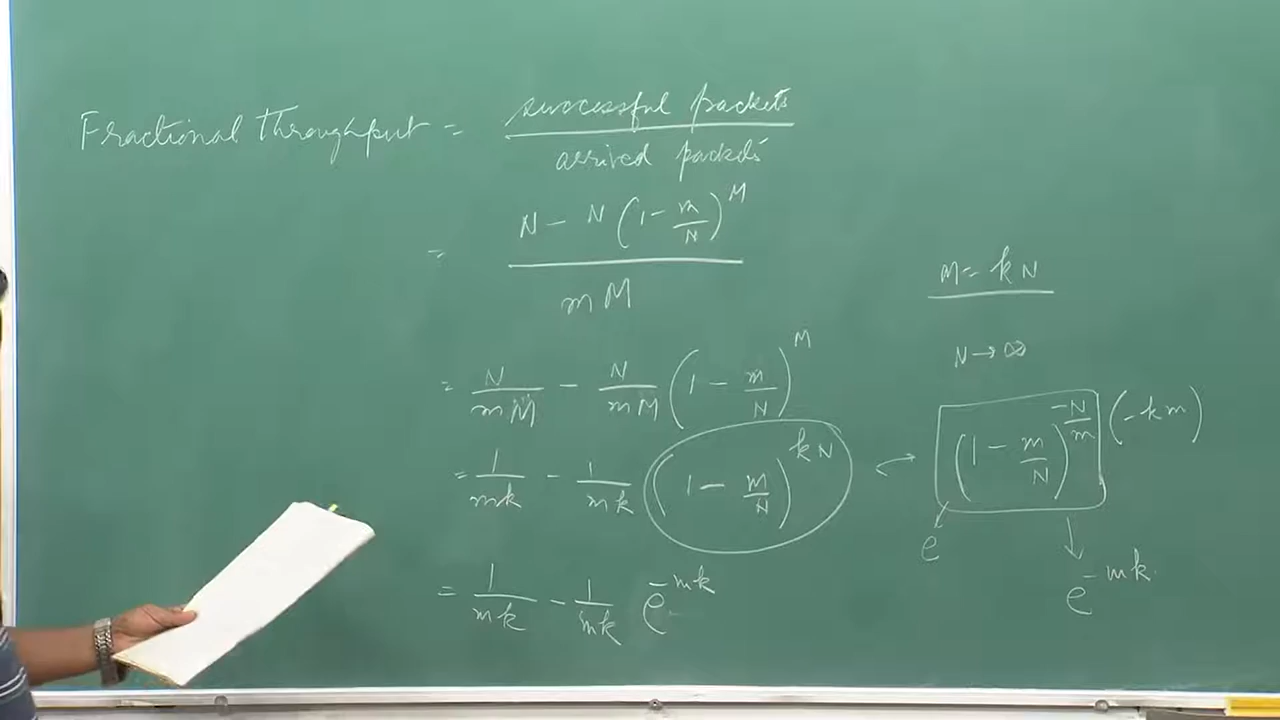 Fractional throughput = successful packets / arrived packets
= N - N (1 - m/N)^M / mM
M = kN
N → ∞
= N/mM - N/mM (1 - m/N)^M
= 1/mk - 1/mk (1 - m/N)^kN ← (1 - m/N)^-N/m (-km)
e
e^-mk
= 1/mk - 1/mk e^-mk